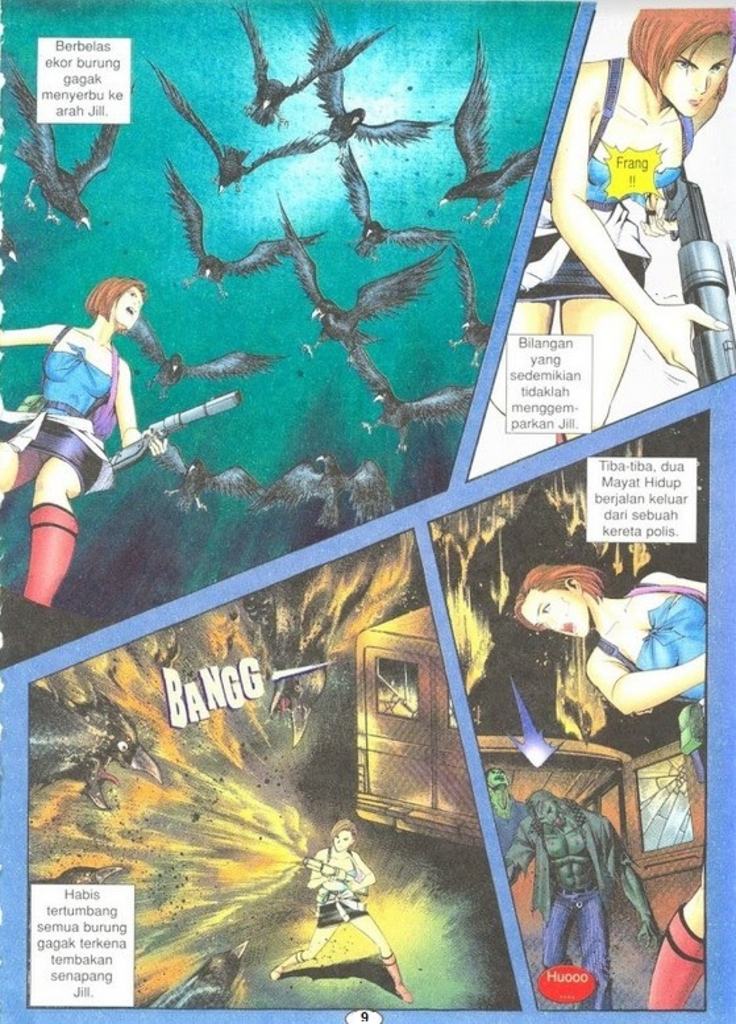 Berbelas
ekor burung
gagak
menyerbu ke
arah Jill.
Frang
!!
Bilangan
yang
sedemikian
tidaklah
menggem-
parkan Jill.
BANGG
Habis
tertumbang
semua burung
gagak terkena
tembakan
senapang
Jill.
Tiba-tiba, dua
Mayat Hidup
berjalan keluar
dari sebuah
kereta polis.
Huooo
....
9